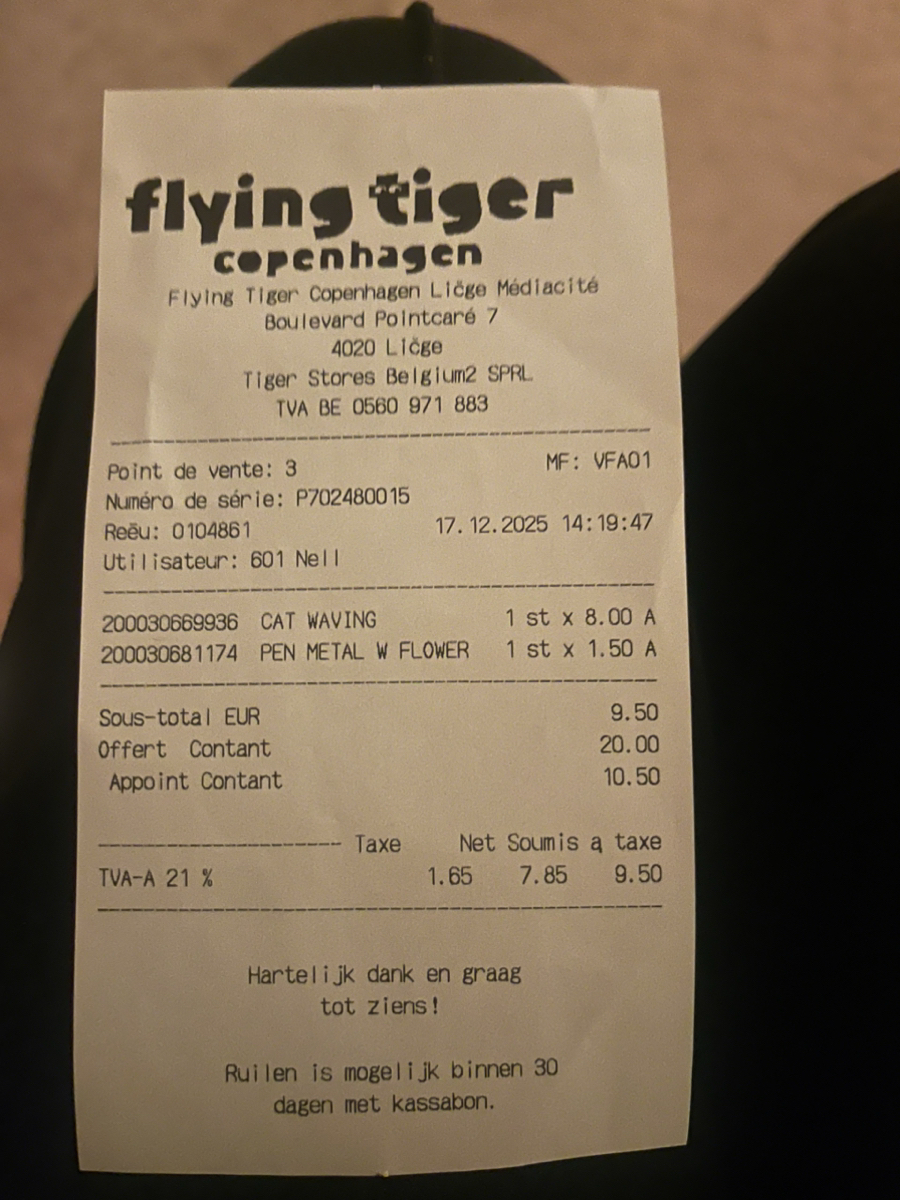 flying tiger
copenhagen
Flying Tiger Copenhagen Ličge Médiacité
Boulevard Pointcaré 7
4020 Ličge
Tiger Stores Belgium2 SPRL
TVA BE 0560 971 883
Point de vente: 3 MF: VFA01
Numéro de série: P702480015
Reĕu: 0104861 17.12.2025 14:19:47
Utilisateur: 601 Nell
200030669936 CAT WAVING 1 st x 8.00 A
200030681174 PEN METAL W FLOWER 1 st x 1.50 A
Sous-total EUR 9.50
Offert Contant 20.00
Appoint Contant 10.50
Taxe Net Soumis ą taxe
TVA-A 21 % 1.65 7.85 9.50
Hartelijk dank en graag
tot ziens!
Ruilen is mogelijk binnen 30
dagen met kassabon.